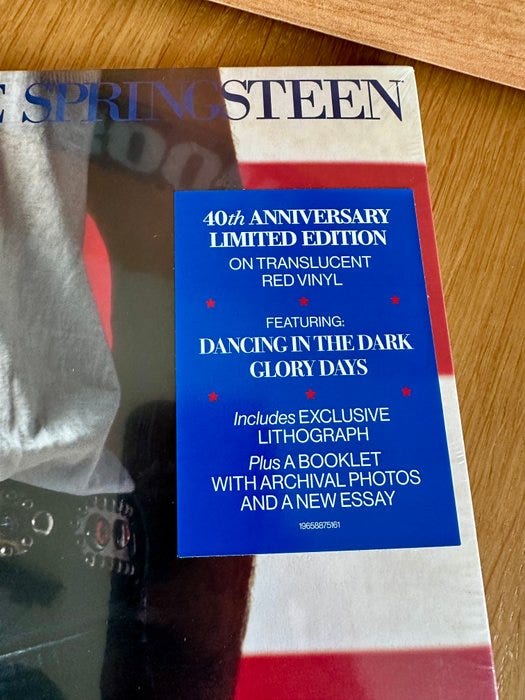 E SPRINGSTEEN
40th ANNIVERSARY
LIMITED EDITION
ON TRANSLUCENT
RED VINYL
* * *
FEATURING:
DANCING IN THE DARK
GLORY DAYS
* * *
Includes EXCLUSIVE
LITHOGRAPH
Plus A BOOKLET
WITH ARCHIVAL PHOTOS
AND A NEW ESSAY
19658875161